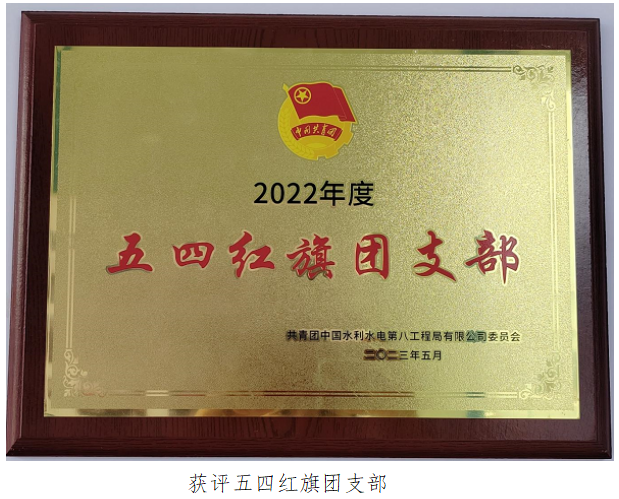 中国共青团
2022年度
五四红旗团支部
共青团中国水利水电第八工程局有限公司委员会
二〇二三年五月
获评五四红旗团支部